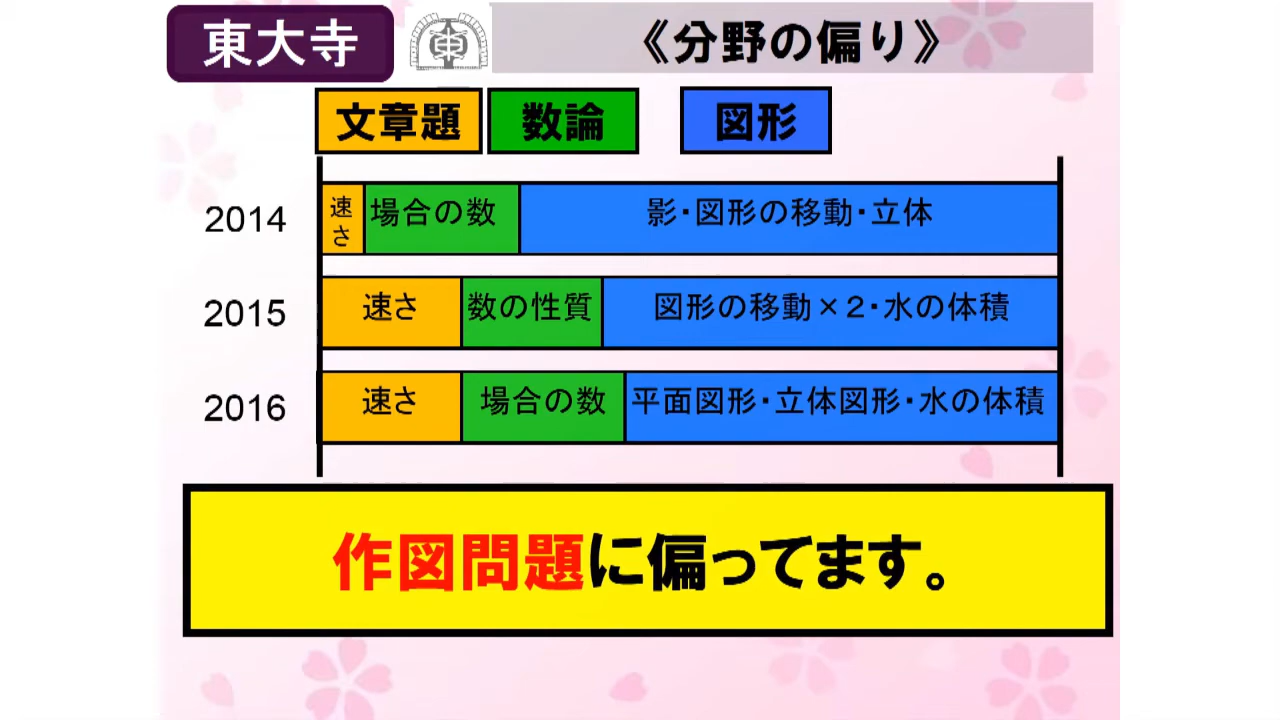 東大寺
東
《分野の偏り》
文章題 数論 図形
2014 速さ 場合の数 影・図形の移動・立体
2015 速さ 数の性質 図形の移動×2・水の体積
2016 速さ 場合の数 平面図形・立体図形・水の体積
作図問題に偏ってます。